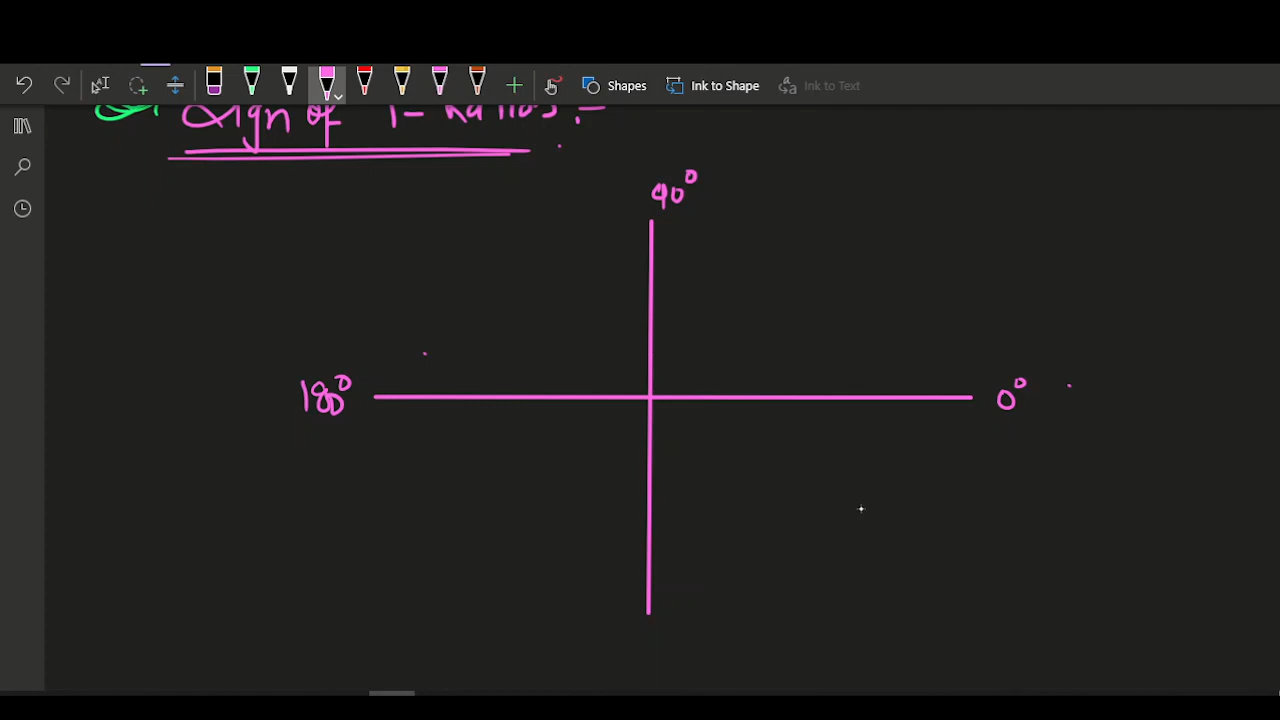 Shapes Ink to Shape Ink to Text
Sign of T-Ratios :-
90°
180° 0°